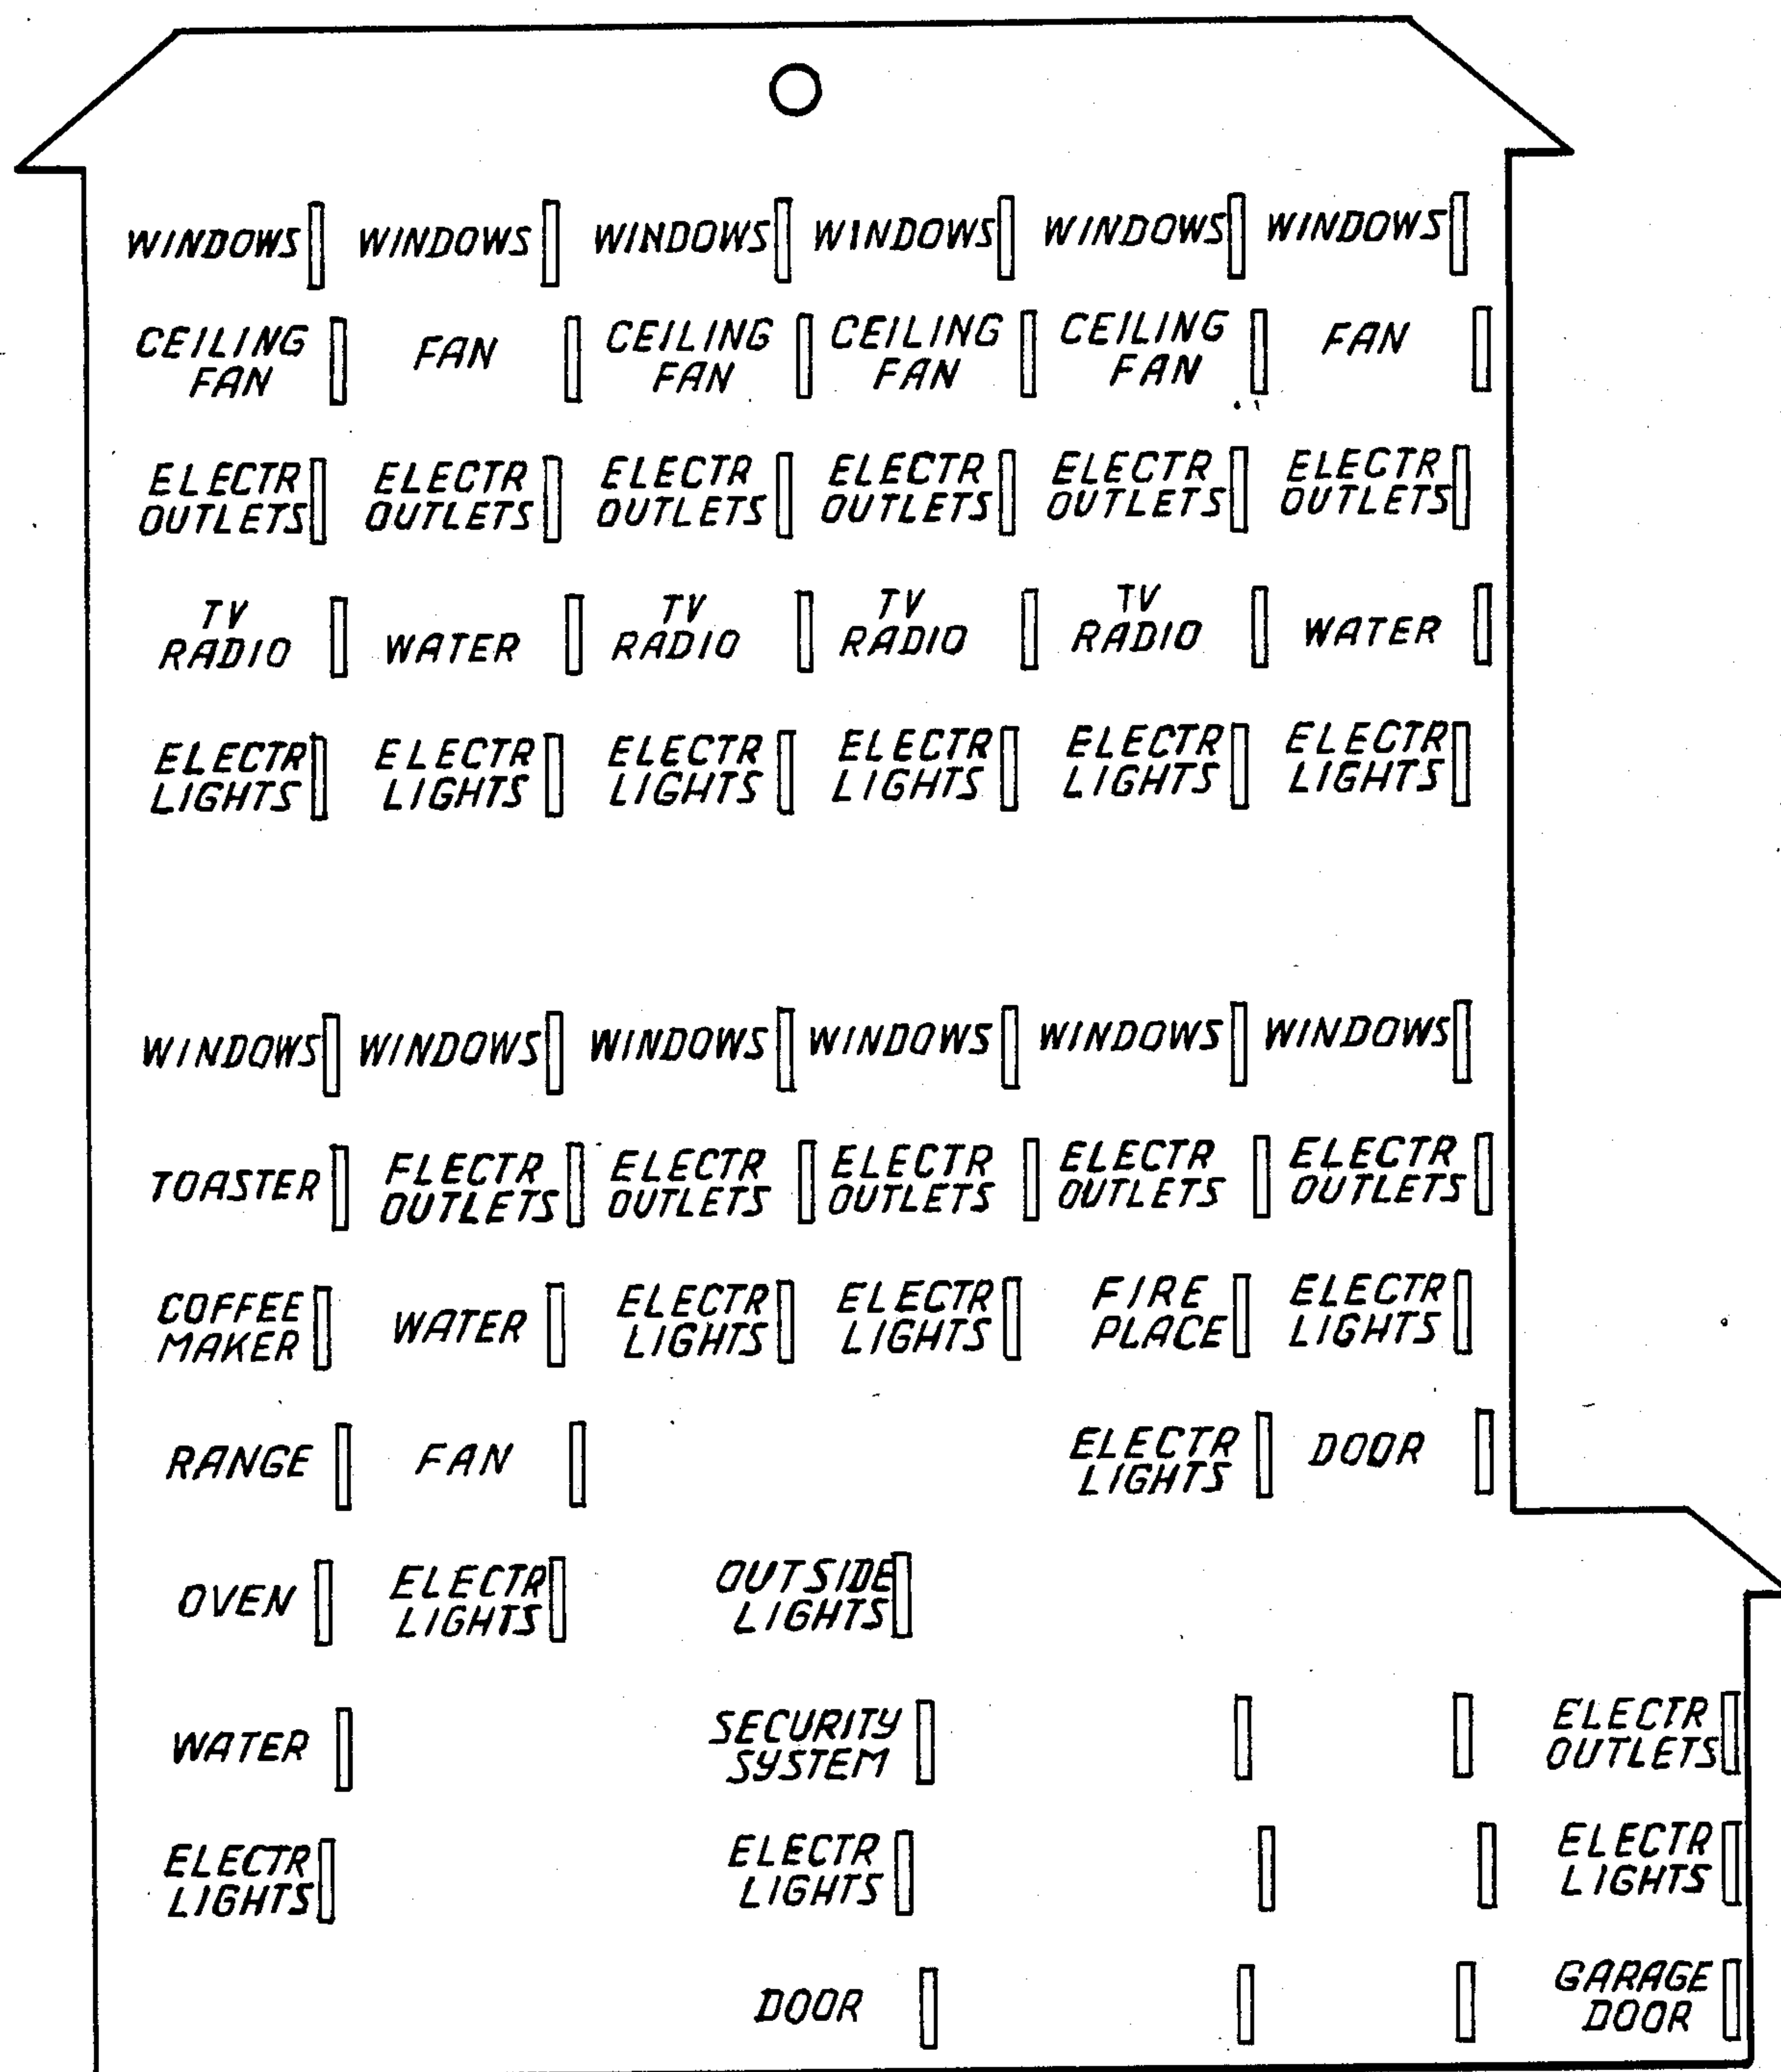 WINDOWS WINDOWS WINDOWS WINDOWS WINDOWS WINDOWS
CEILING FAN CEILING CEILING CEILING FAN
FAN FAN FAN FAN
ELECTR ELECTR ELECTR ELECTR ELECTR ELECTR
OUTLETS OUTLETS OUTLETS OUTLETS OUTLETS OUTLETS
TV TV TV TV
RADIO WATER RADIO RADIO RADIO WATER
ELECTR ELECTR ELECTR ELECTR ELECTR ELECTR
LIGHTS LIGHTS LIGHTS LIGHTS LIGHTS LIGHTS
WINDOWS WINDOWS WINDOWS WINDOWS WINDOWS WINDOWS
TOASTER FLECTR ELECTR ELECTR ELECTR ELECTR
OUTLETS OUTLETS OUTLETS OUTLETS OUTLETS
COFFEE WATER ELECTR ELECTR FIRE ELECTR
MAKER LIGHTS LIGHTS PLACE LIGHTS
RANGE FAN ELECTR DOOR
LIGHTS
OVEN ELECTR OUTSIDE
LIGHTS LIGHTS
WATER SECURITY ELECTR
SYSTEM OUTLETS
ELECTR ELECTR ELECTR
LIGHTS LIGHTS LIGHTS
DOOR GARAGE
DOOR